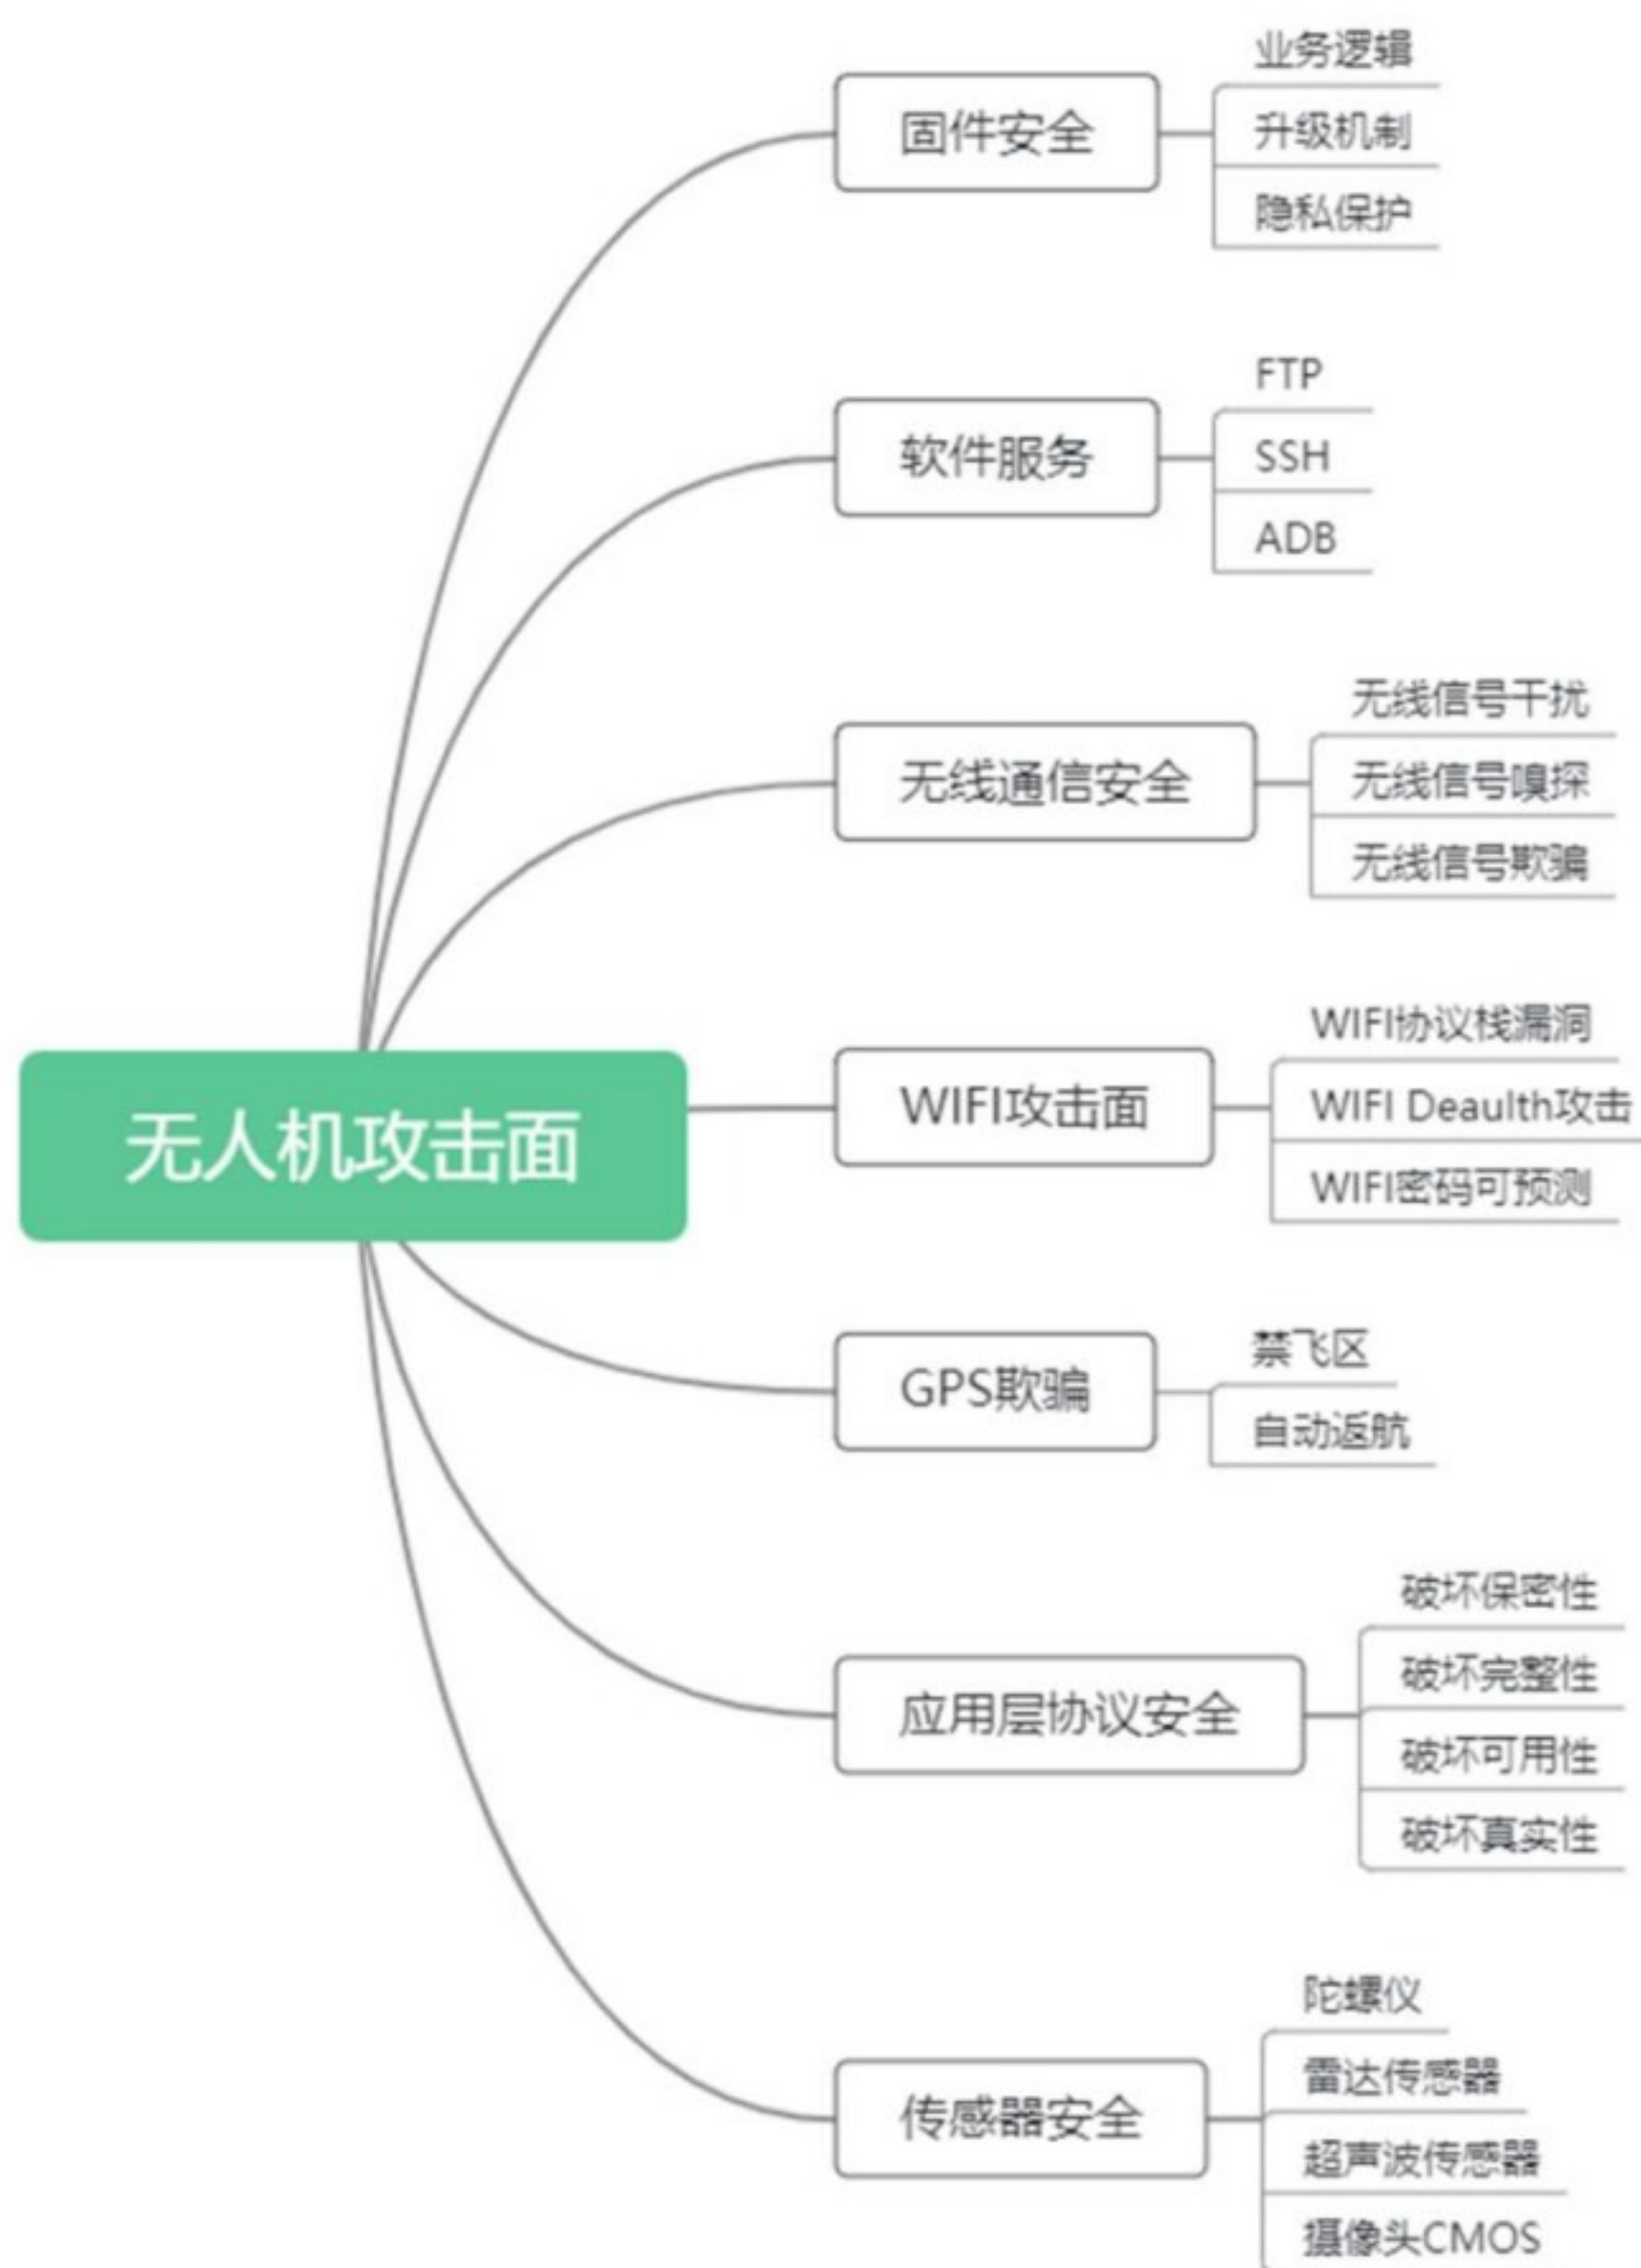 无人机攻击面
固件安全
业务逻辑
升级机制
隐私保护
软件服务
FTP
SSH
ADB
无线通信安全
无线信号干扰
无线信号嗅探
无线信号欺骗
WIFI攻击面
WIFI协议栈漏洞
WIFI Deaulth攻击
WIFI密码可预测
GPS欺骗
禁飞区
自动返航
应用层协议安全
破坏保密性
破坏完整性
破坏可用性
破坏真实性
传感器安全
陀螺仪
雷达传感器
超声波传感器
摄像头CMOS